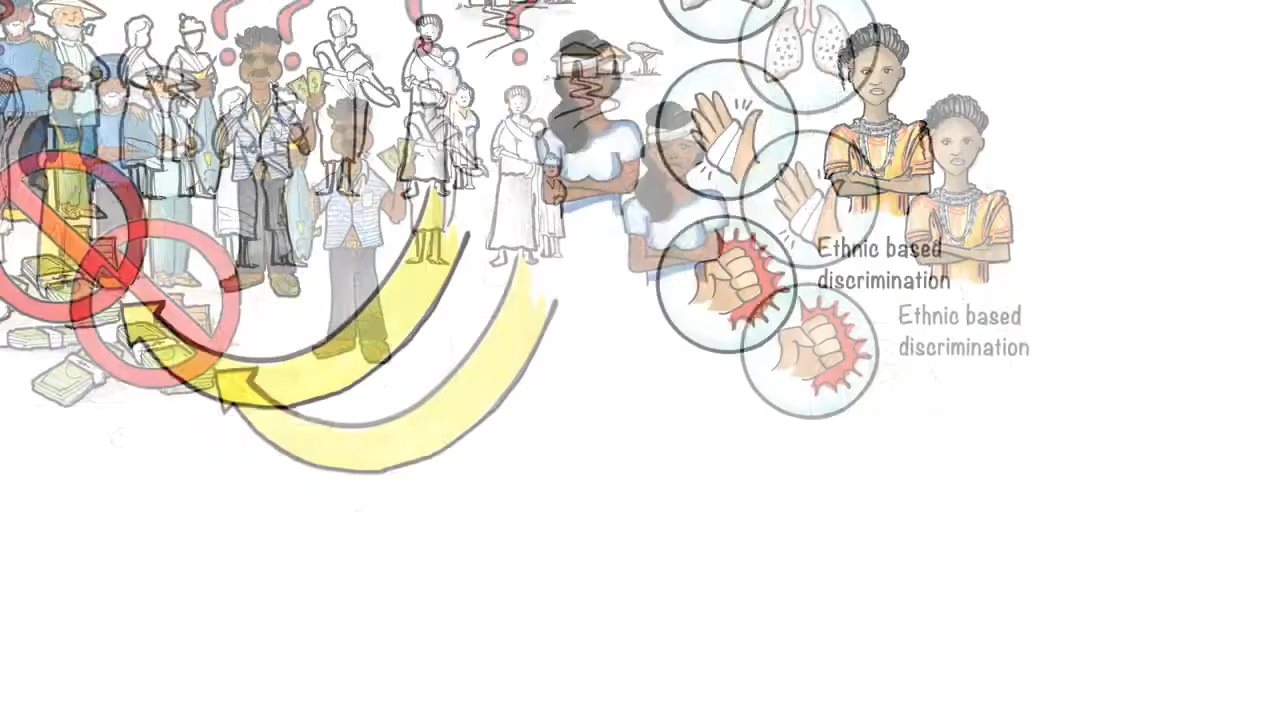 Ethnic based
discrimination
Ethnic based
discrimination